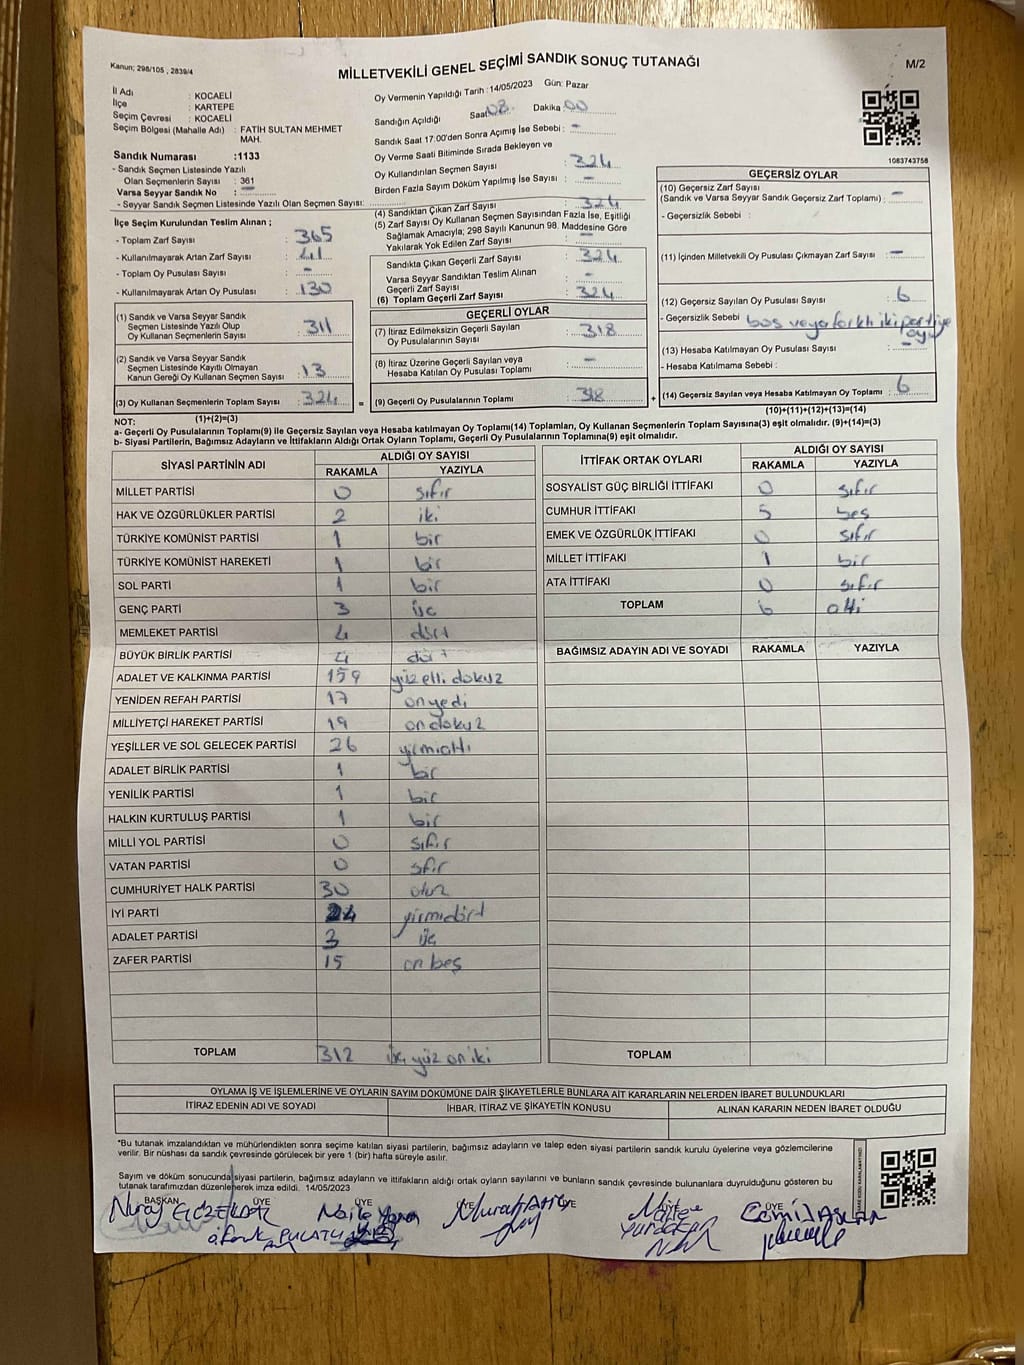 Kanun; 298/105 , 2839/4
MİLLETVEKİLİ GENEL SEÇİMİ SANDIK SONUÇ TUTANAĞI
M/2
İl Adı : KOCAELİ
İlçe : KARTEPE
Seçim Çevresi : KOCAELİ
Seçim Bölgesi (Mahalle Adı) : FATİH SULTAN MEHMET
MAH.
Sandık Numarası :1133
- Sandık Seçmen Listesinde Yazılı
Olan Seçmenlerin Sayısı : 361
Varsa Seyyar Sandık No : -
- Seyyar Sandık Seçmen Listesinde Yazılı Olan Seçmen Sayısı:
Oy Vermenin Yapıldığı Tarih : 14/05/2023 Gün: Pazar
Sandığın Açıldığı Saat 08 Dakika 00
Sandık Saat 17:00'den Sonra Açımış İse Sebebi : -
Oy Verme Saati Bitiminde Sırada Bekleyen ve
Oy Kullandırılan Seçmen Sayısı : 324
Birden Fazla Sayım Döküm Yapılmış İse Sayısı : -
1083743758
İlçe Seçim Kurulundan Teslim Alınan ;
- Toplam Zarf Sayısı : 365
- Kullanılmayarak Artan Zarf Sayısı : 41
- Toplam Oy Pusulası Sayısı : -
- Kullanılmayarak Artan Oy Pusulası : 130
(4) Sandıktan Çıkan Zarf Sayısı : 324
(5) Zarf Sayısı Oy Kullanan Seçmen Sayısından Fazla İse, Eşitliği
Sağlamak Amacıyla; 298 Sayılı Kanunun 98. Maddesine Göre
Yakılarak Yok Edilen Zarf Sayısı : -
Sandıkta Çıkan Geçerli Zarf Sayısı : 324
Varsa Seyyar Sandıktan Teslim Alınan
Geçerli Zarf Sayısı : -
(6) Toplam Geçerli Zarf Sayısı : 324
GEÇERSİZ OYLAR
(10) Geçersiz Zarf Sayısı
(Sandık ve Varsa Seyyar Sandık Geçersiz Zarf Toplamı) : -
- Geçersizlik Sebebi :
(11) İçinden Milletvekili Oy Pusulası Çıkmayan Zarf Sayısı : -
(12) Geçersiz Sayılan Oy Pusulası Sayısı : 6
- Geçersizlik Sebebi : boş veya farklı iki partiye
oy
(13) Hesaba Katılmayan Oy Pusulası Sayısı : -
- Hesaba Katılmama Sebebi :
(14) Geçersiz Sayılan veya Hesaba Katılmayan Oy Toplamı : 6
(10)+(11)+(12)+(13)=(14)
(1) Sandık ve Varsa Seyyar Sandık
Seçmen Listesinde Yazılı Olup
Oy Kullanan Seçmenlerin Sayısı : 311
(2) Sandık ve Varsa Seyyar Sandık
Seçmen Listesinde Kayıtlı Olmayan
Kanun Gereği Oy Kullanan Seçmen Sayısı : 13
(3) Oy Kullanan Seçmenlerin Toplam Sayısı : 324 =
(1)+(2)=(3)
GEÇERLİ OYLAR
(7) İtiraz Edilmeksizin Geçerli Sayılan
Oy Pusulalarının Sayısı : 318
(8) İtiraz Üzerine Geçerli Sayılan veya
Hesaba Katılan Oy Pusulası Toplamı : -
(9) Geçerli Oy Pusulalarının Toplamı : 318 +
NOT:
a- Geçerli Oy Pusulalarının Toplamı(9) ile Geçersiz Sayılan veya Hesaba katılmayan Oy Toplamı(14) Toplamları, Oy Kullanan Seçmenlerin Toplam Sayısına(3) eşit olmalıdır. (9)+(14)=(3)
b- Siyasi Partilerin, Bağımsız Adayların ve İttifakların Aldığı Ortak Oyların Toplamı, Geçerli Oy Pusulalarının Toplamına(9) eşit olmalıdır.
SİYASİ PARTİNİN ADI ALDIĞI OY SAYISI
RAKAMLA YAZIYLA
MİLLET PARTİSİ 0 sıfır
HAK VE ÖZGÜRLÜKLER PARTİSİ 2 iki
TÜRKİYE KOMÜNİST PARTİSİ 1 bir
TÜRKİYE KOMÜNİST HAREKETİ 1 bir
SOL PARTİ 1 bir
GENÇ PARTİ 3 üç
MEMLEKET PARTİSİ 4 dört
BÜYÜK BİRLİK PARTİSİ 4 dört
ADALET VE KALKINMA PARTİSİ 159 yüzelli dokuz
YENİDEN REFAH PARTİSİ 17 onyedi
MİLLİYETÇİ HAREKET PARTİSİ 19 on dokuz
YEŞİLLER VE SOL GELECEK PARTİSİ 26 yirmialtı
ADALET BİRLİK PARTİSİ 1 bir
YENİLİK PARTİSİ 1 bir
HALKIN KURTULUŞ PARTİSİ 1 bir
MİLLİ YOL PARTİSİ 0 sıfır
VATAN PARTİSİ 0 sfır
CUMHURİYET HALK PARTİSİ 30 otuz
İYİ PARTİ 24 yirmidört
ADALET PARTİSİ 3 üç
ZAFER PARTİSİ 15 on beş
TOPLAM 312 üç yüz on iki
İTTİFAK ORTAK OYLARI ALDIĞI OY SAYISI
RAKAMLA YAZIYLA
SOSYALİST GÜÇ BİRLİĞİ İTTİFAKI 0 sıfır
CUMHUR İTTİFAKI 5 beş
EMEK VE ÖZGÜRLÜK İTTİFAKI 0 sıfır
MİLLET İTTİFAKI 1 bir
ATA İTTİFAKI 0 sıfır
TOPLAM 6 altı
BAĞIMSIZ ADAYIN ADI VE SOYADI RAKAMLA YAZIYLA
TOPLAM
OYLAMA İŞ VE İŞLEMLERİNE VE OYLARIN SAYIM DÖKÜMÜNE DAİR ŞİKAYETLERLE BUNLARA AİT KARARLARIN NELERDEN İBARET BULUNDUKLARI
İTİRAZ EDENİN ADI VE SOYADI İHBAR, İTİRAZ VE ŞİKAYETİN KONUSU ALINAN KARARIN NEDEN İBARET OLDUĞU
*Bu tutanak imzalandıktan ve mühürlendikten sonra seçime katılan siyasi partilerin, bağımsız adayların ve talep eden siyasi partilerin sandık kurulu üyelerine veya gözlemcilerine
verilir. Bir nüshası da sandık çevresinde görülecek bir yere 1 (bir) hafta süreyle asılır.
Sayım ve döküm sonucunda siyasi partilerin, bağımsız adayların ve ittifakların aldığı ortak oyların sayılarını ve bunların sandık çevresinde bulunanlara duyrulduğunu gösteren bu
tutanak tarafımızdan düzenlenerek imza edildi. 14/05/2023
BAŞKAN ÜYE ÜYE ÜYE ÜYE ÜYE ÜYE
Nuray